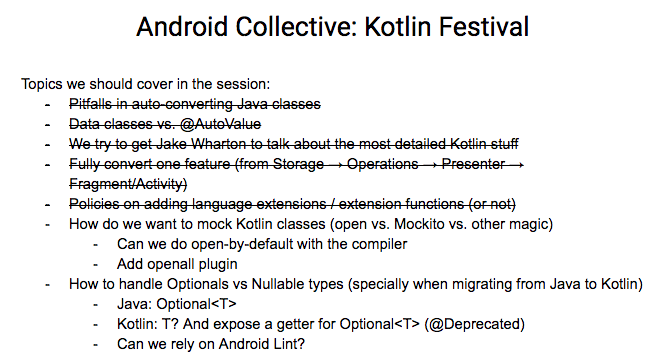 Android Collective: Kotlin Festival
Topics we should cover in the session:
- Pitfalls in auto-converting Java classes
- Data classes vs. @AutoValue
- We try to get Jake Wharton to talk about the most detailed Kotlin stuff
- Fully convert one feature (from Storage → Operations → Presenter →
Fragment/Activity)
- Policies on adding language extensions / extension functions (or not)
- How do we want to mock Kotlin classes (open vs. Mockito vs. other magic)
- Can we do open-by-default with the compiler
- Add openall plugin
- How to handle Optionals vs Nullable types (specially when migrating from Java to Kotlin)
- Java: Optional<T>
- Kotlin: T? And expose a getter for Optional<T> (@Deprecated)
- Can we rely on Android Lint?